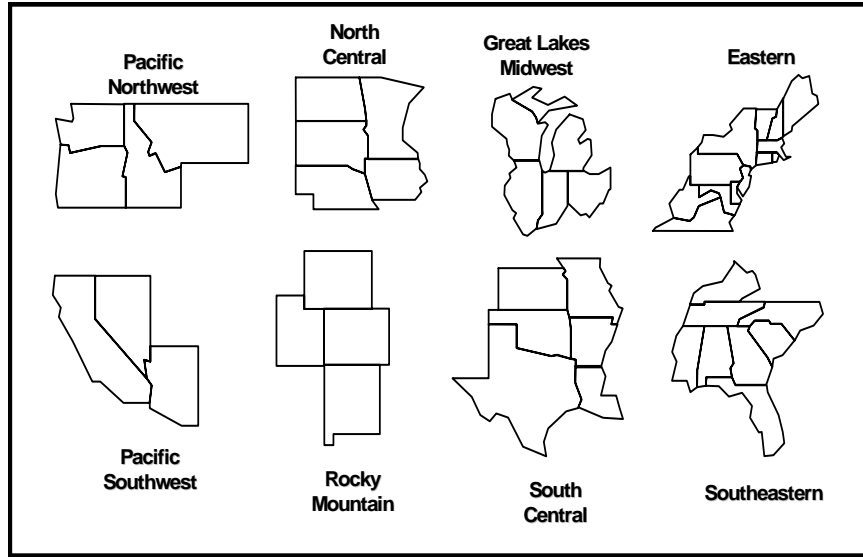 Pacific
Northwest
North
Central
Great Lakes
Midwest
Eastern
Pacific
Southwest
Rocky
Mountain
South
Central
Southeastern